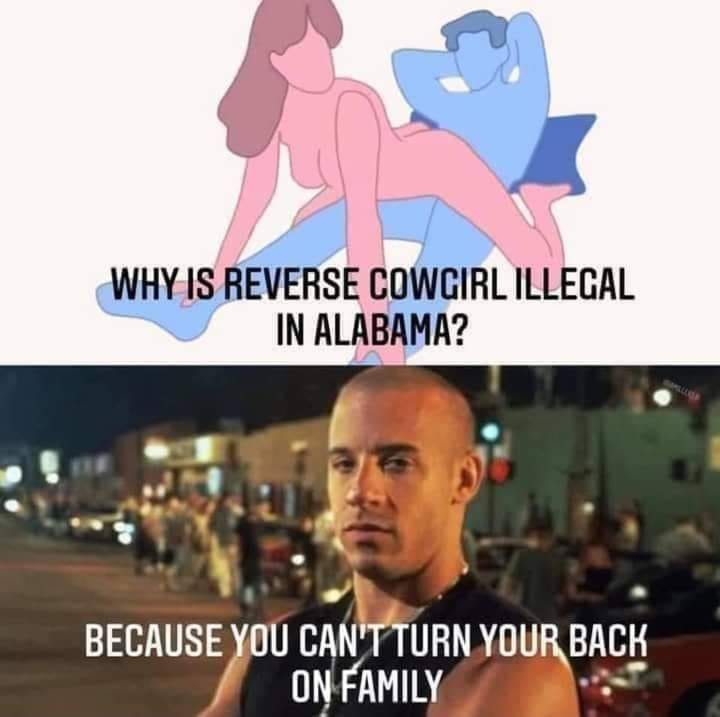 WHY IS REVERSE COWGIRL ILLEGAL
IN ALABAMA?
BECAUSE YOU CAN'T TURN YOUR BACK
ON FAMILY